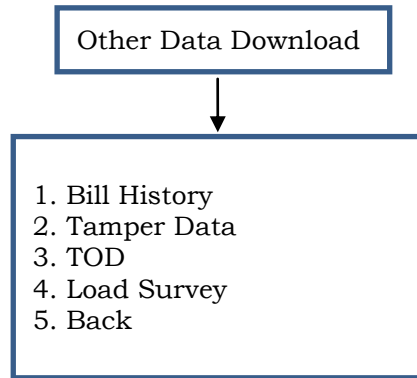 Other Data Download
1. Bill History
2. Tamper Data
3. TOD
4. Load Survey
5. Back